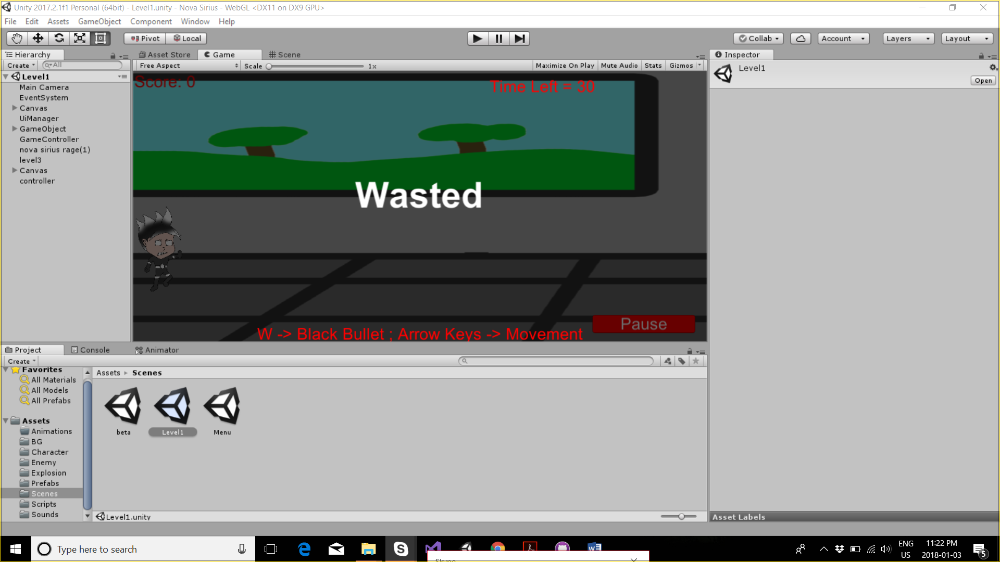 Unity 2017.2.1f1 Personal (64bit) - Level1.unity - Nova Sirius - WebGL <DX11 on DX9 GPU>
File Edit Assets GameObject Component Window Help
Pivot Local Collab Account Layers Layout
Hierarchy Asset Store Game Scene Inspector
Create All Free Aspect Scale 1x Maximize On Play Mute Audio Stats Gizmos
Level1
Open
Level1
Main Camera
EventSystem
Canvas
UiManager
GameObject
GameController
nova sirius rage(1)
level3
Canvas
controller
Score: 0
Time Left = 30
Wasted
Pause
W -> Black Bullet ; Arrow Keys -> Movement
Project Console Animator
Create
Favorites
All Materials
All Models
All Prefabs
Assets
Animations
BG
Character
Enemy
Explosion
Prefabs
Scenes
Scripts
Sounds
Assets Scenes
beta Level1 Menu
Level1.unity
Asset Labels
Type here to search
Skype
ENG
US
11:22 PM
2018-01-03
5